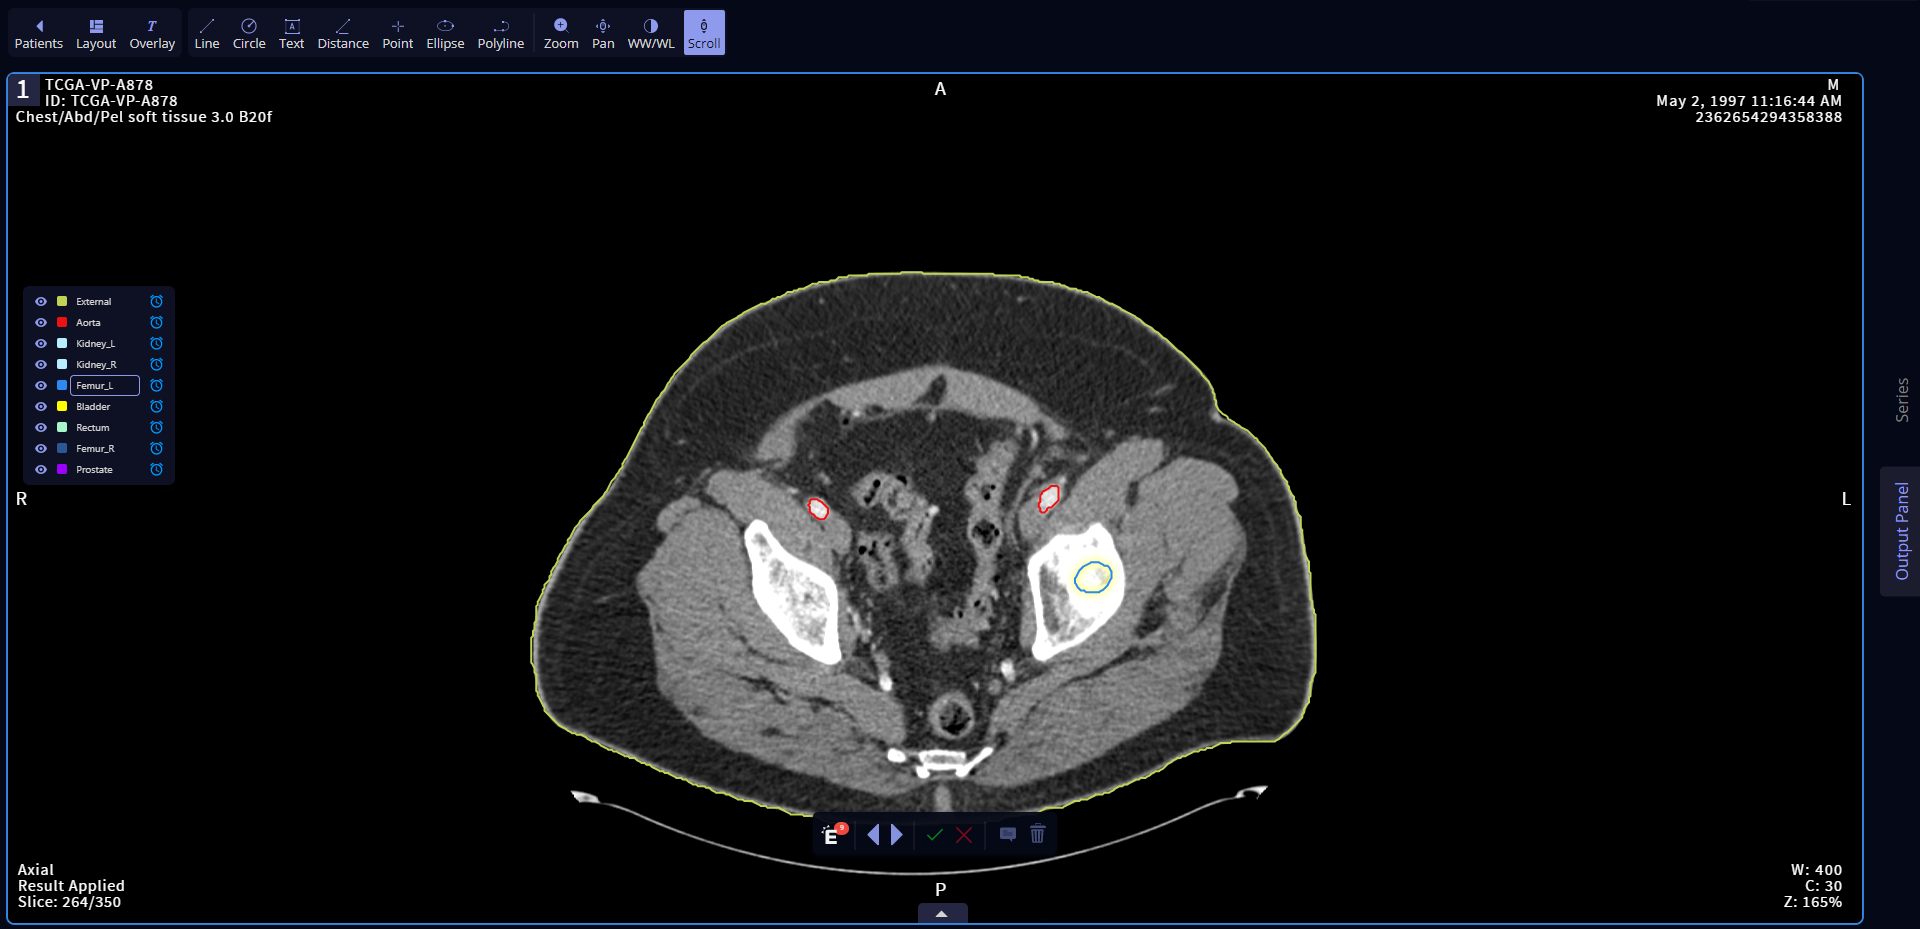 Patients Layout Overlay Line Circle Text Distance Point Ellipse Polyline Zoom Pan WW/WL Scroll
1 TCGA-VP-A878
ID: TCGA-VP-A878
Chest/Abd/Pel soft tissue 3.0 B20f
A
M
May 2, 1997 11:16:44 AM
2362654294358388
External
Aorta
Kidney_L
Kidney_R
Femur_L
Bladder
Rectum
Femur_R
Prostate
R
L
Series
Output Panel
E 9
Axial
Result Applied
Slice: 264/350
P
W: 400
C: 30
Z: 165%